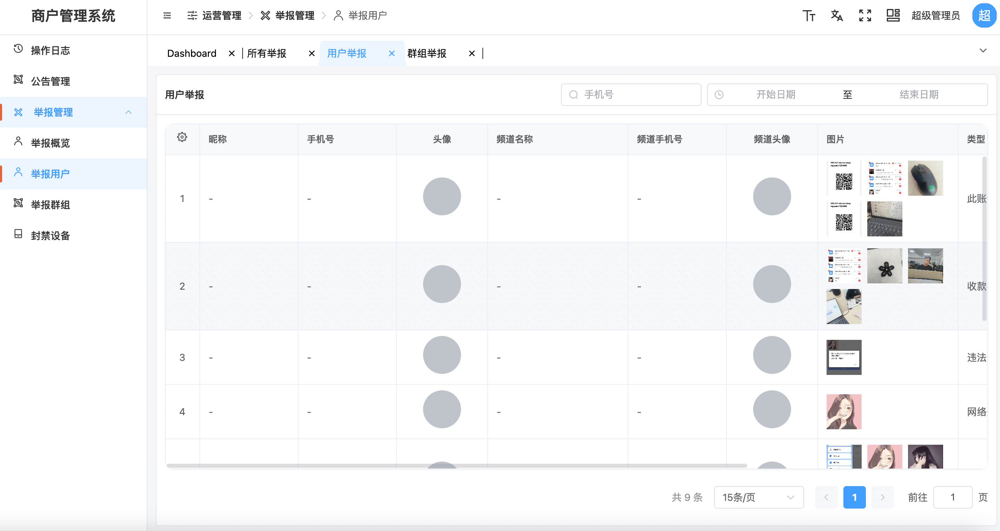 商户管理系统
运营管理
举报管理
举报用户
超级管理员
超
操作日志
公告管理
举报管理
举报概览
举报用户
举报群组
封禁设备
Dashboard
所有举报
用户举报
群组举报
用户举报
手机号
开始日期 至 结束日期
昵称 手机号 头像 频道名称 频道手机号 频道头像 图片 类型
1 - - - - 此账
nguyen 123456
nguyen 123456
2 - - - - 收款
3 - - - - 违法
4 - - - - 网络
共 9 条 15条/页 1 前往 1 页